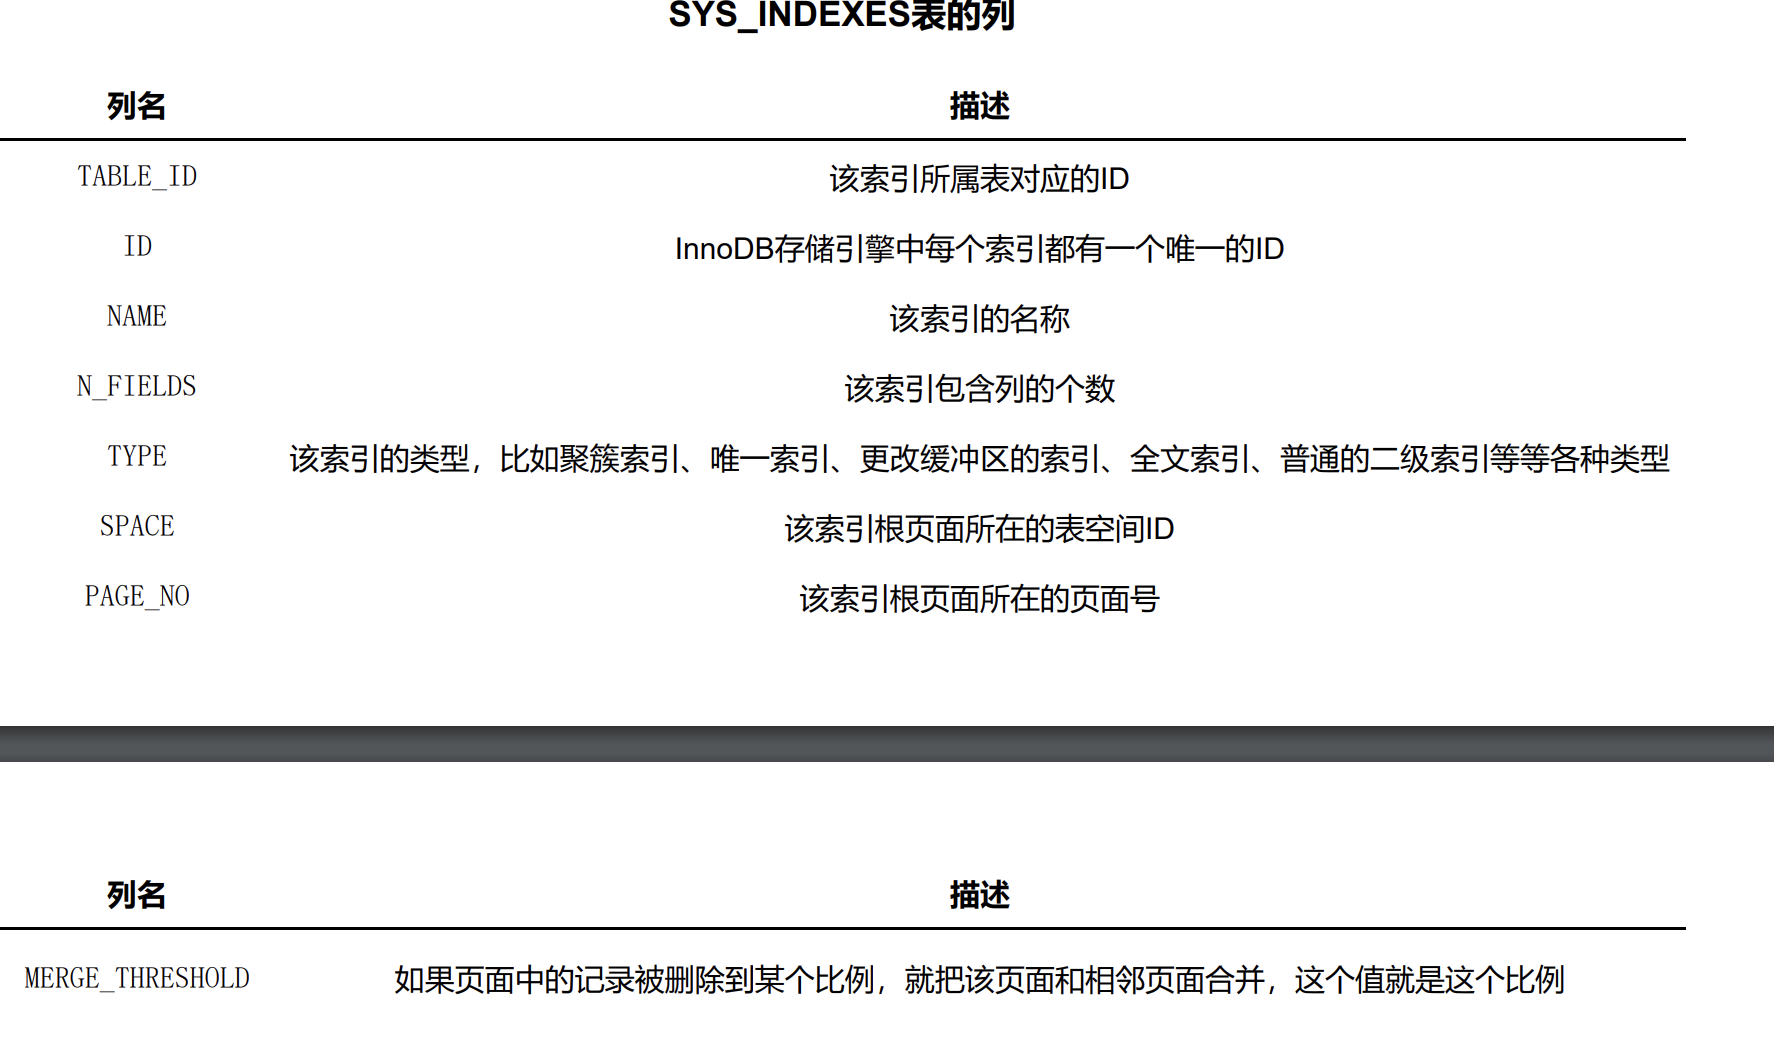 SYS_INDEXES表的列
列名 描述
TABLE_ID 该索引所属表对应的ID
ID InnoDB存储引擎中每个索引都有一个唯一的ID
NAME 该索引的名称
N_FIELDS 该索引包含列的个数
TYPE 该索引的类型，比如聚簇索引、唯一索引、更改缓冲区的索引、全文索引、普通的二级索引等等各种类型
SPACE 该索引根页面所在的表空间ID
PAGE_NO 该索引根页面所在的页面号
列名 描述
MERGE_THRESHOLD 如果页面中的记录被删除到某个比例，就把该页面和相邻页面合并，这个值就是这个比例